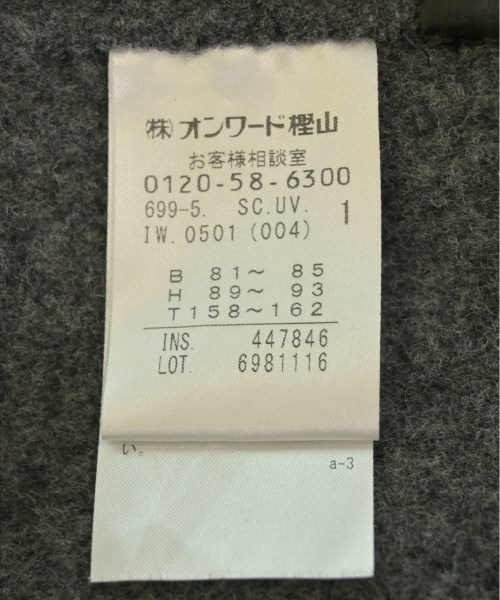 ㈱ オンワード樫山
お客様相談室
0120-58-6300
699-5. SC.UV. 1
IW.0501(004)
B 81～ 85
H 89～ 93
T158～162
INS. 447846
LOT. 6981116
い。
a-3